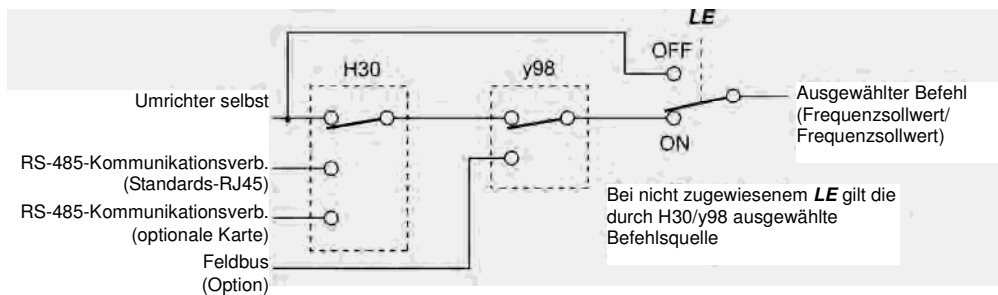 LE
OFF
H30
y98
Umrichter selbst
Ausgewählter Befehl
(Frequenzsollwert/
Frequenzsollwert)
ON
RS-485-Kommunikationsverb.
(Standards-RJ45)
RS-485-Kommunikationsverb.
(optionale Karte)
Bei nicht zugewiesenem LE gilt die
durch H30/y98 ausgewählte
Befehlsquelle
Feldbus
(Option)